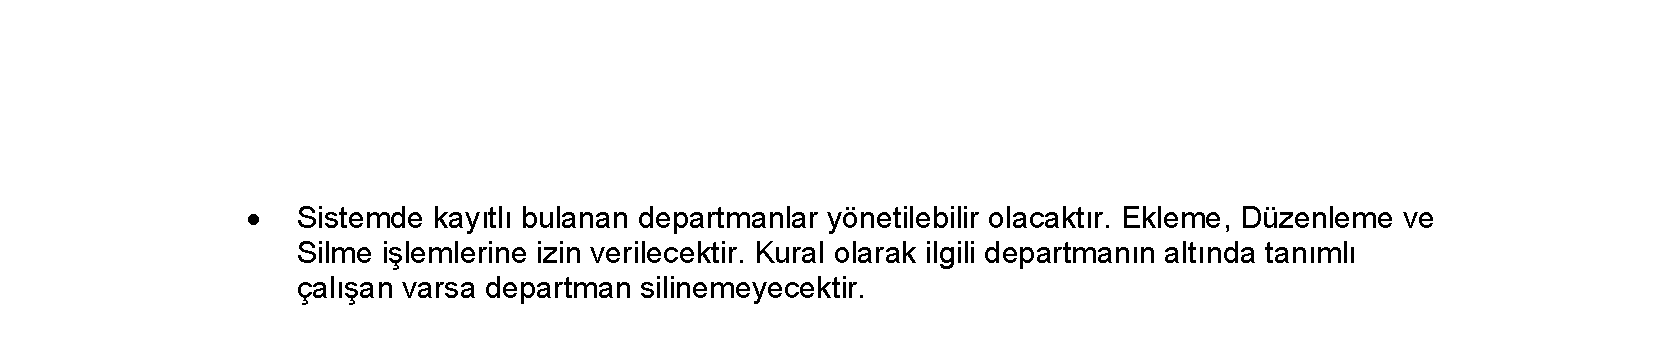 • Sistemde kayıtlı bulanan departmanlar yönetilebilir olacaktır. Ekleme, Düzenleme ve
Silme işlemlerine izin verilecektir. Kural olarak ilgili departmanın altında tanımlı
çalışan varsa departman silinemeyecektir.